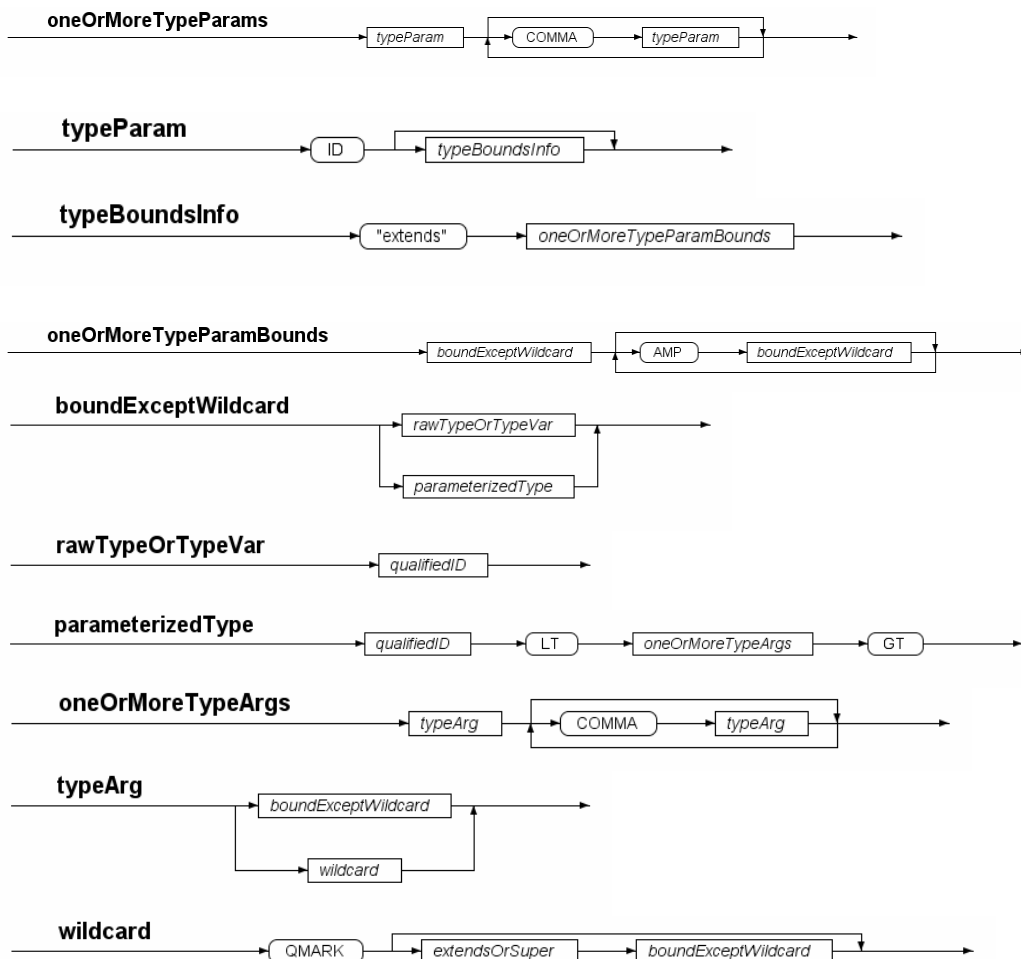 oneOrMoreTypeParams
typeParam COMMA typeParam
typeParam
ID typeBoundsInfo
typeBoundsInfo
"extends" oneOrMoreTypeParamBounds
oneOrMoreTypeParamBounds
boundExceptWildcard AMP boundExceptWildcard
boundExceptWildcard
rawTypeOrTypeVar
parameterizedType
rawTypeOrTypeVar
qualifiedID
parameterizedType
qualifiedID LT oneOrMoreTypeArgs GT
oneOrMoreTypeArgs
typeArg COMMA typeArg
typeArg
boundExceptWildcard
wildcard
wildcard
QMARK extendsOrSuper boundExceptWildcard